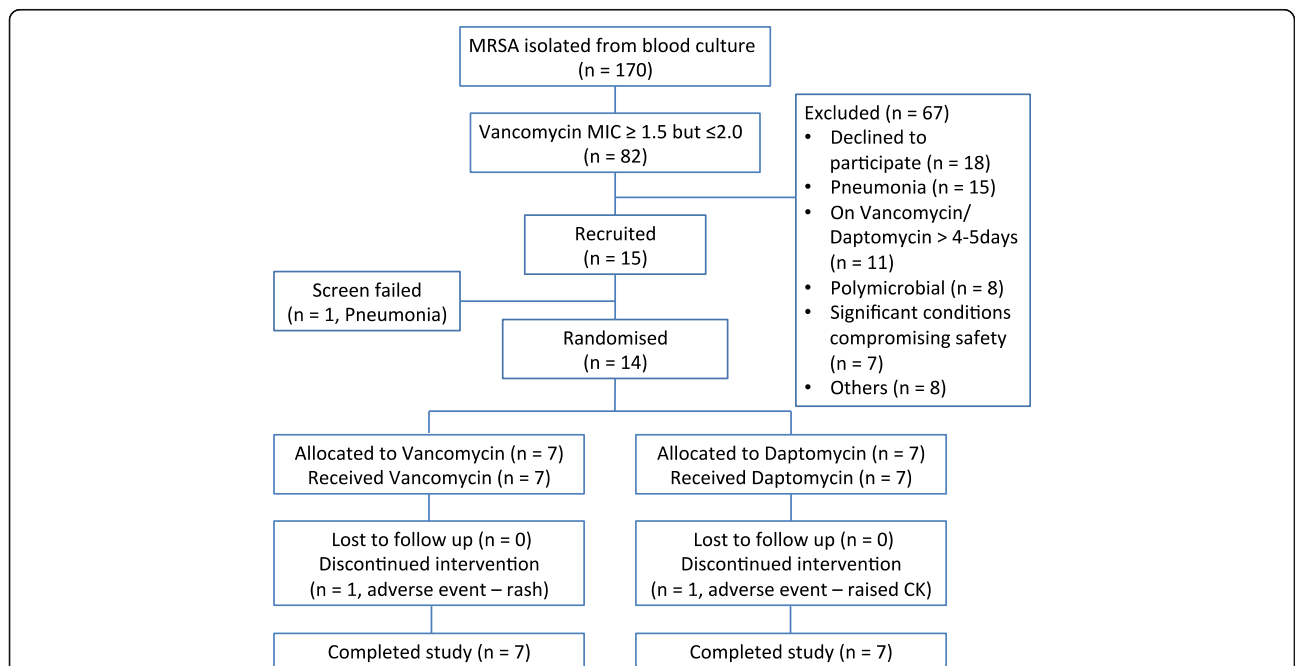 MRSA isolated from blood culture
(n = 170)
Vancomycin MIC ≥ 1.5 but ≤2.0
(n = 82)
Excluded (n = 67)
• Declined to
participate (n = 18)
• Pneumonia (n = 15)
• On Vancomycin/
Daptomycin > 4-5days
(n = 11)
• Polymicrobial (n = 8)
• Significant conditions
compromising safety
(n = 7)
• Others (n = 8)
Recruited
(n = 15)
Screen failed
(n = 1, Pneumonia)
Randomised
(n = 14)
Allocated to Vancomycin (n = 7)
Received Vancomycin (n = 7)
Allocated to Daptomycin (n = 7)
Received Daptomycin (n = 7)
Lost to follow up (n = 0)
Discontinued intervention
(n = 1, adverse event – rash)
Lost to follow up (n = 0)
Discontinued intervention
(n = 1, adverse event – raised CK)
Completed study (n = 7)
Completed study (n = 7)